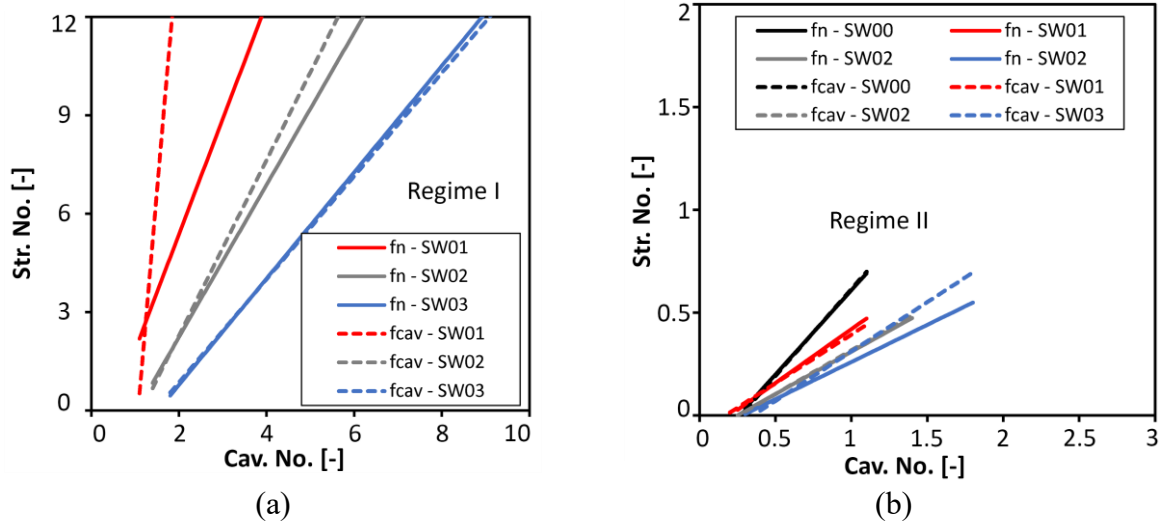 12
9
6
3
0
Str. No. [-]
Regime I
fn - SW01
fn - SW02
fn - SW03
fcav - SW01
fcav - SW02
fcav - SW03
0 2 4 6 8 10
Cav. No. [-]
(a)
2
1.5
1
0.5
0
Str. No. [-]
fn - SW00 fn - SW01
fn - SW02 fn - SW02
fcav - SW00 fcav - SW01
fcav - SW02 fcav - SW03
Regime II
0 0.5 1 1.5 2 2.5 3
Cav. No. [-]
(b)